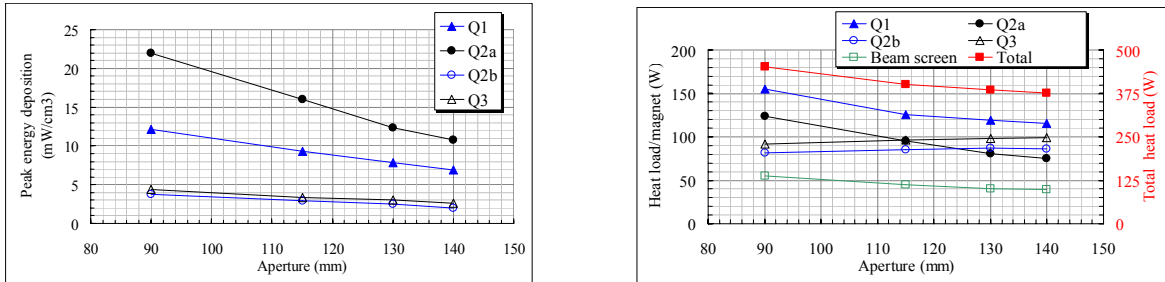 25
20
15
10
5
0
80 90 100 110 120 130 140 150
Aperture (mm)
Peak energy deposition
(mW/cm3)
Q1
Q2a
Q2b
Q3
Q1 Q2a
Q2b Q3
Beam screen Total
200
150
100
50
0
500
375
250
125
0
80 90 100 110 120 130 140 150
Aperture (mm)
Heat load/magnet (W)
Total heat load (W)